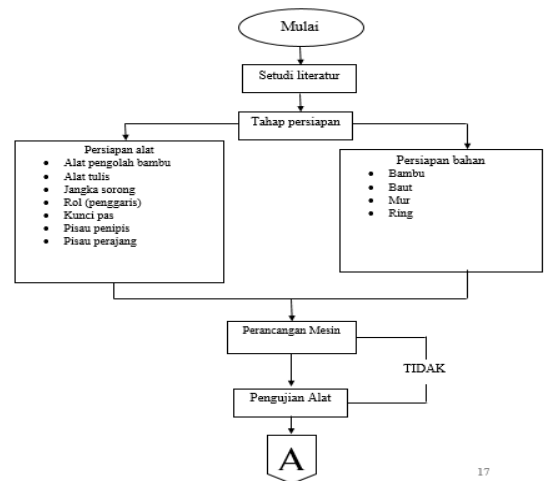 Mulai
Setudi literatur
Tahap persiapan
Persiapan alat
• Alat pengolah bambu
• Alat tulis
• Jangka sorong
• Rol (penggaris)
• Kunci pas
• Pisau penipis
• Pisau perajang
Persiapan bahan
• Bambu
• Baut
• Mur
• Ring
Perancangan Mesin
TIDAK
Pengujian Alat
A
17